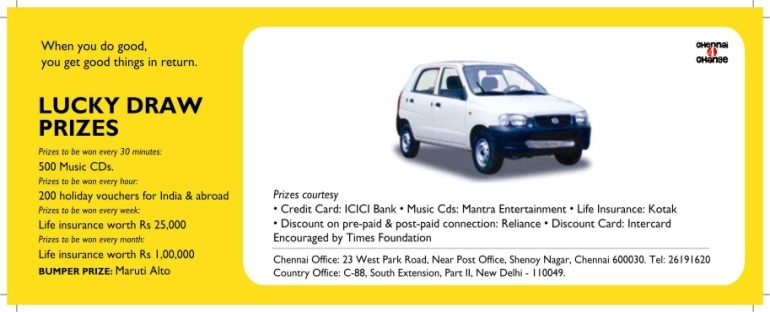 When you do good,
you get good things in return.
LUCKY DRAW
PRIZES
Prizes to be won every 30 minutes:
500 Music CDs.
Prizes to be won every hour:
200 holiday vouchers for India & abroad
Prizes to be won every week:
Life insurance worth Rs 25,000
Prizes to be won every month:
Life insurance worth Rs 1,00,000
BUMPER PRIZE: Maruti Alto
CHENNAI
4
CHANGE
Prizes courtesy
• Credit Card: ICICI Bank • Music Cds: Mantra Entertainment • Life Insurance: Kotak
• Discount on pre-paid & post-paid connection: Reliance • Discount Card: Intercard
Encouraged by Times Foundation
Chennai Office: 23 West Park Road, Near Post Office, Shenoy Nagar, Chennai 600030. Tel: 26191620
Country Office: C-88, South Extension, Part II, New Delhi - 110049.